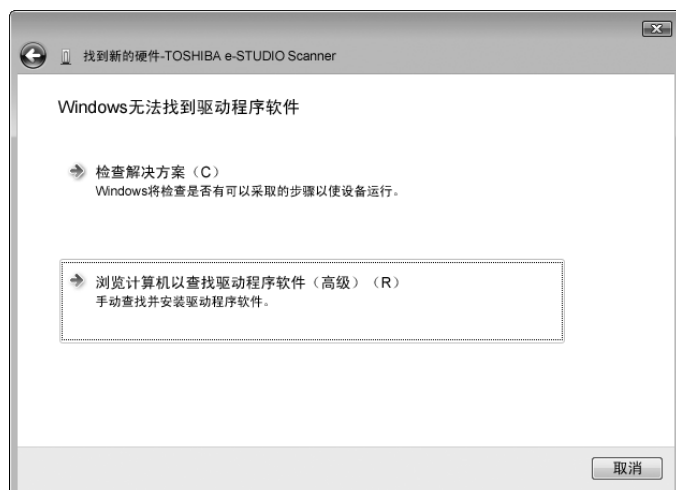 找到新的硬件-TOSHIBA e-STUDIO Scanner
Windows无法找到驱动程序软件
检查解决方案（C）
Windows将检查是否有可以采取的步骤以使设备运行。
浏览计算机以查找驱动程序软件（高级）（R）
手动查找并安装驱动程序软件。
取消